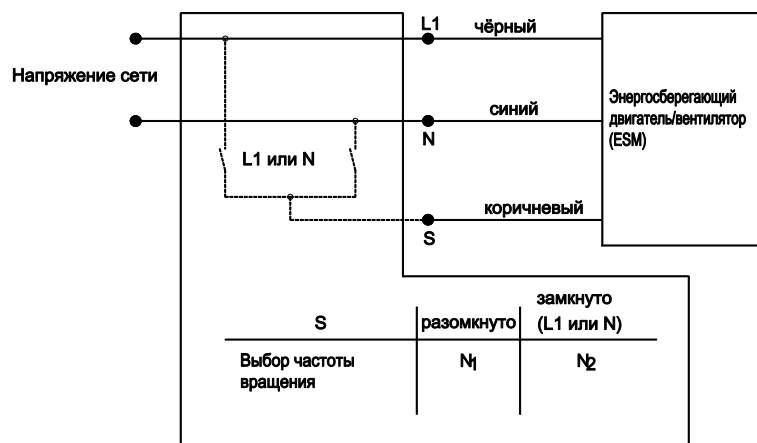 L1
чёрный
Напряжение сети
синий
Энергосберегающий
двигатель/вентилятор
(ESM)
N
L1 или N
коричневый
S
замкнуто
S разомкнуто (L1 или N)
Выбор частоты N1 N2
вращения